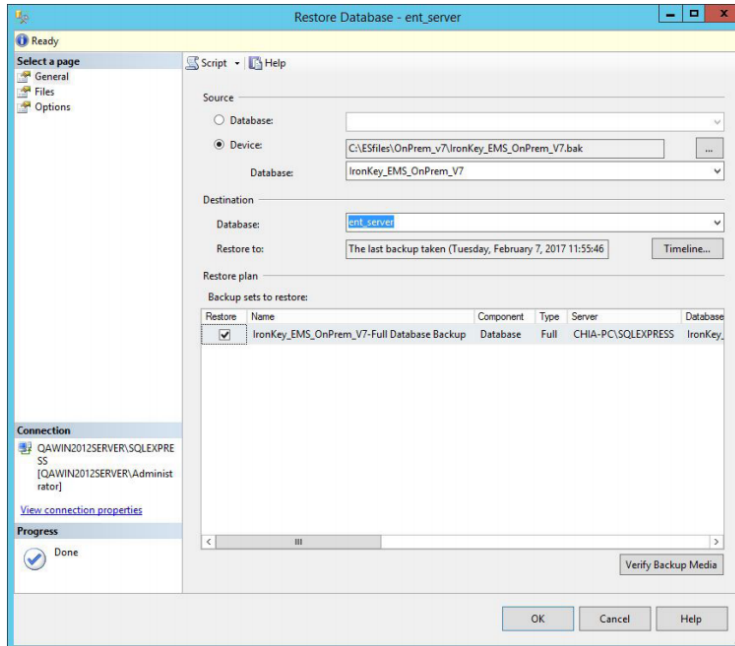 Restore Database - ent_server
Ready
Select a page
General
Files
Options
Script
Help
Source
Database:
Device:
C:\ESfiles\OnPrem_v7\IronKey_EMS_OnPrem_V7.bak
...
Database:
IronKey_EMS_OnPrem_V7
Destination
Database:
ent_server
Restore to:
The last backup taken (Tuesday, February 7, 2017 11:55:46
Timeline...
Restore plan
Backup sets to restore:
Restore Name Component Type Server Database
IronKey_EMS_OnPrem_V7-Full Database Backup Database Full CHIA-PC\SQLEXPRESS IronKey_
Connection
QAWIN2012SERVER\SQLEXPRE
SS
[QAWIN2012SERVER\Administ
rator]
View connection properties
Progress
Done
Verify Backup Media
OK Cancel Help